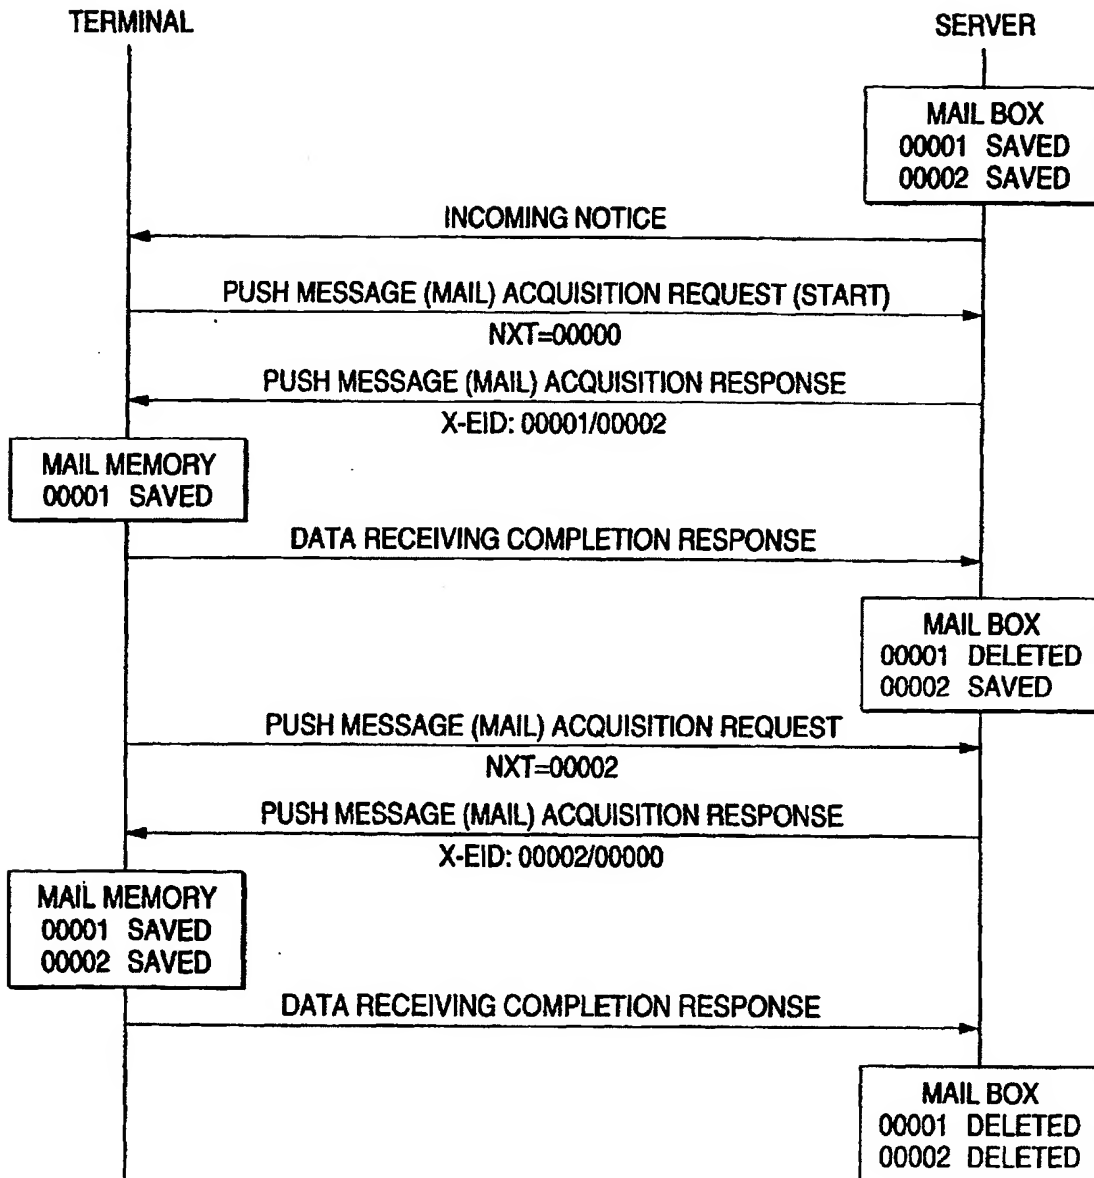 TERMINAL
SERVER
MAIL BOX
00001 SAVED
00002 SAVED
INCOMING NOTICE
PUSH MESSAGE (MAIL) ACQUISITION REQUEST (START)
NXT=00000
PUSH MESSAGE (MAIL) ACQUISITION RESPONSE
X-EID: 00001/00002
MAIL MEMORY
00001 SAVED
DATA RECEIVING COMPLETION RESPONSE
MAIL BOX
00001 DELETED
00002 SAVED
PUSH MESSAGE (MAIL) ACQUISITION REQUEST
NXT=00002
PUSH MESSAGE (MAIL) ACQUISITION RESPONSE
X-EID: 00002/00000
MAIL MEMORY
00001 SAVED
00002 SAVED
DATA RECEIVING COMPLETION RESPONSE
MAIL BOX
00001 DELETED
00002 DELETED